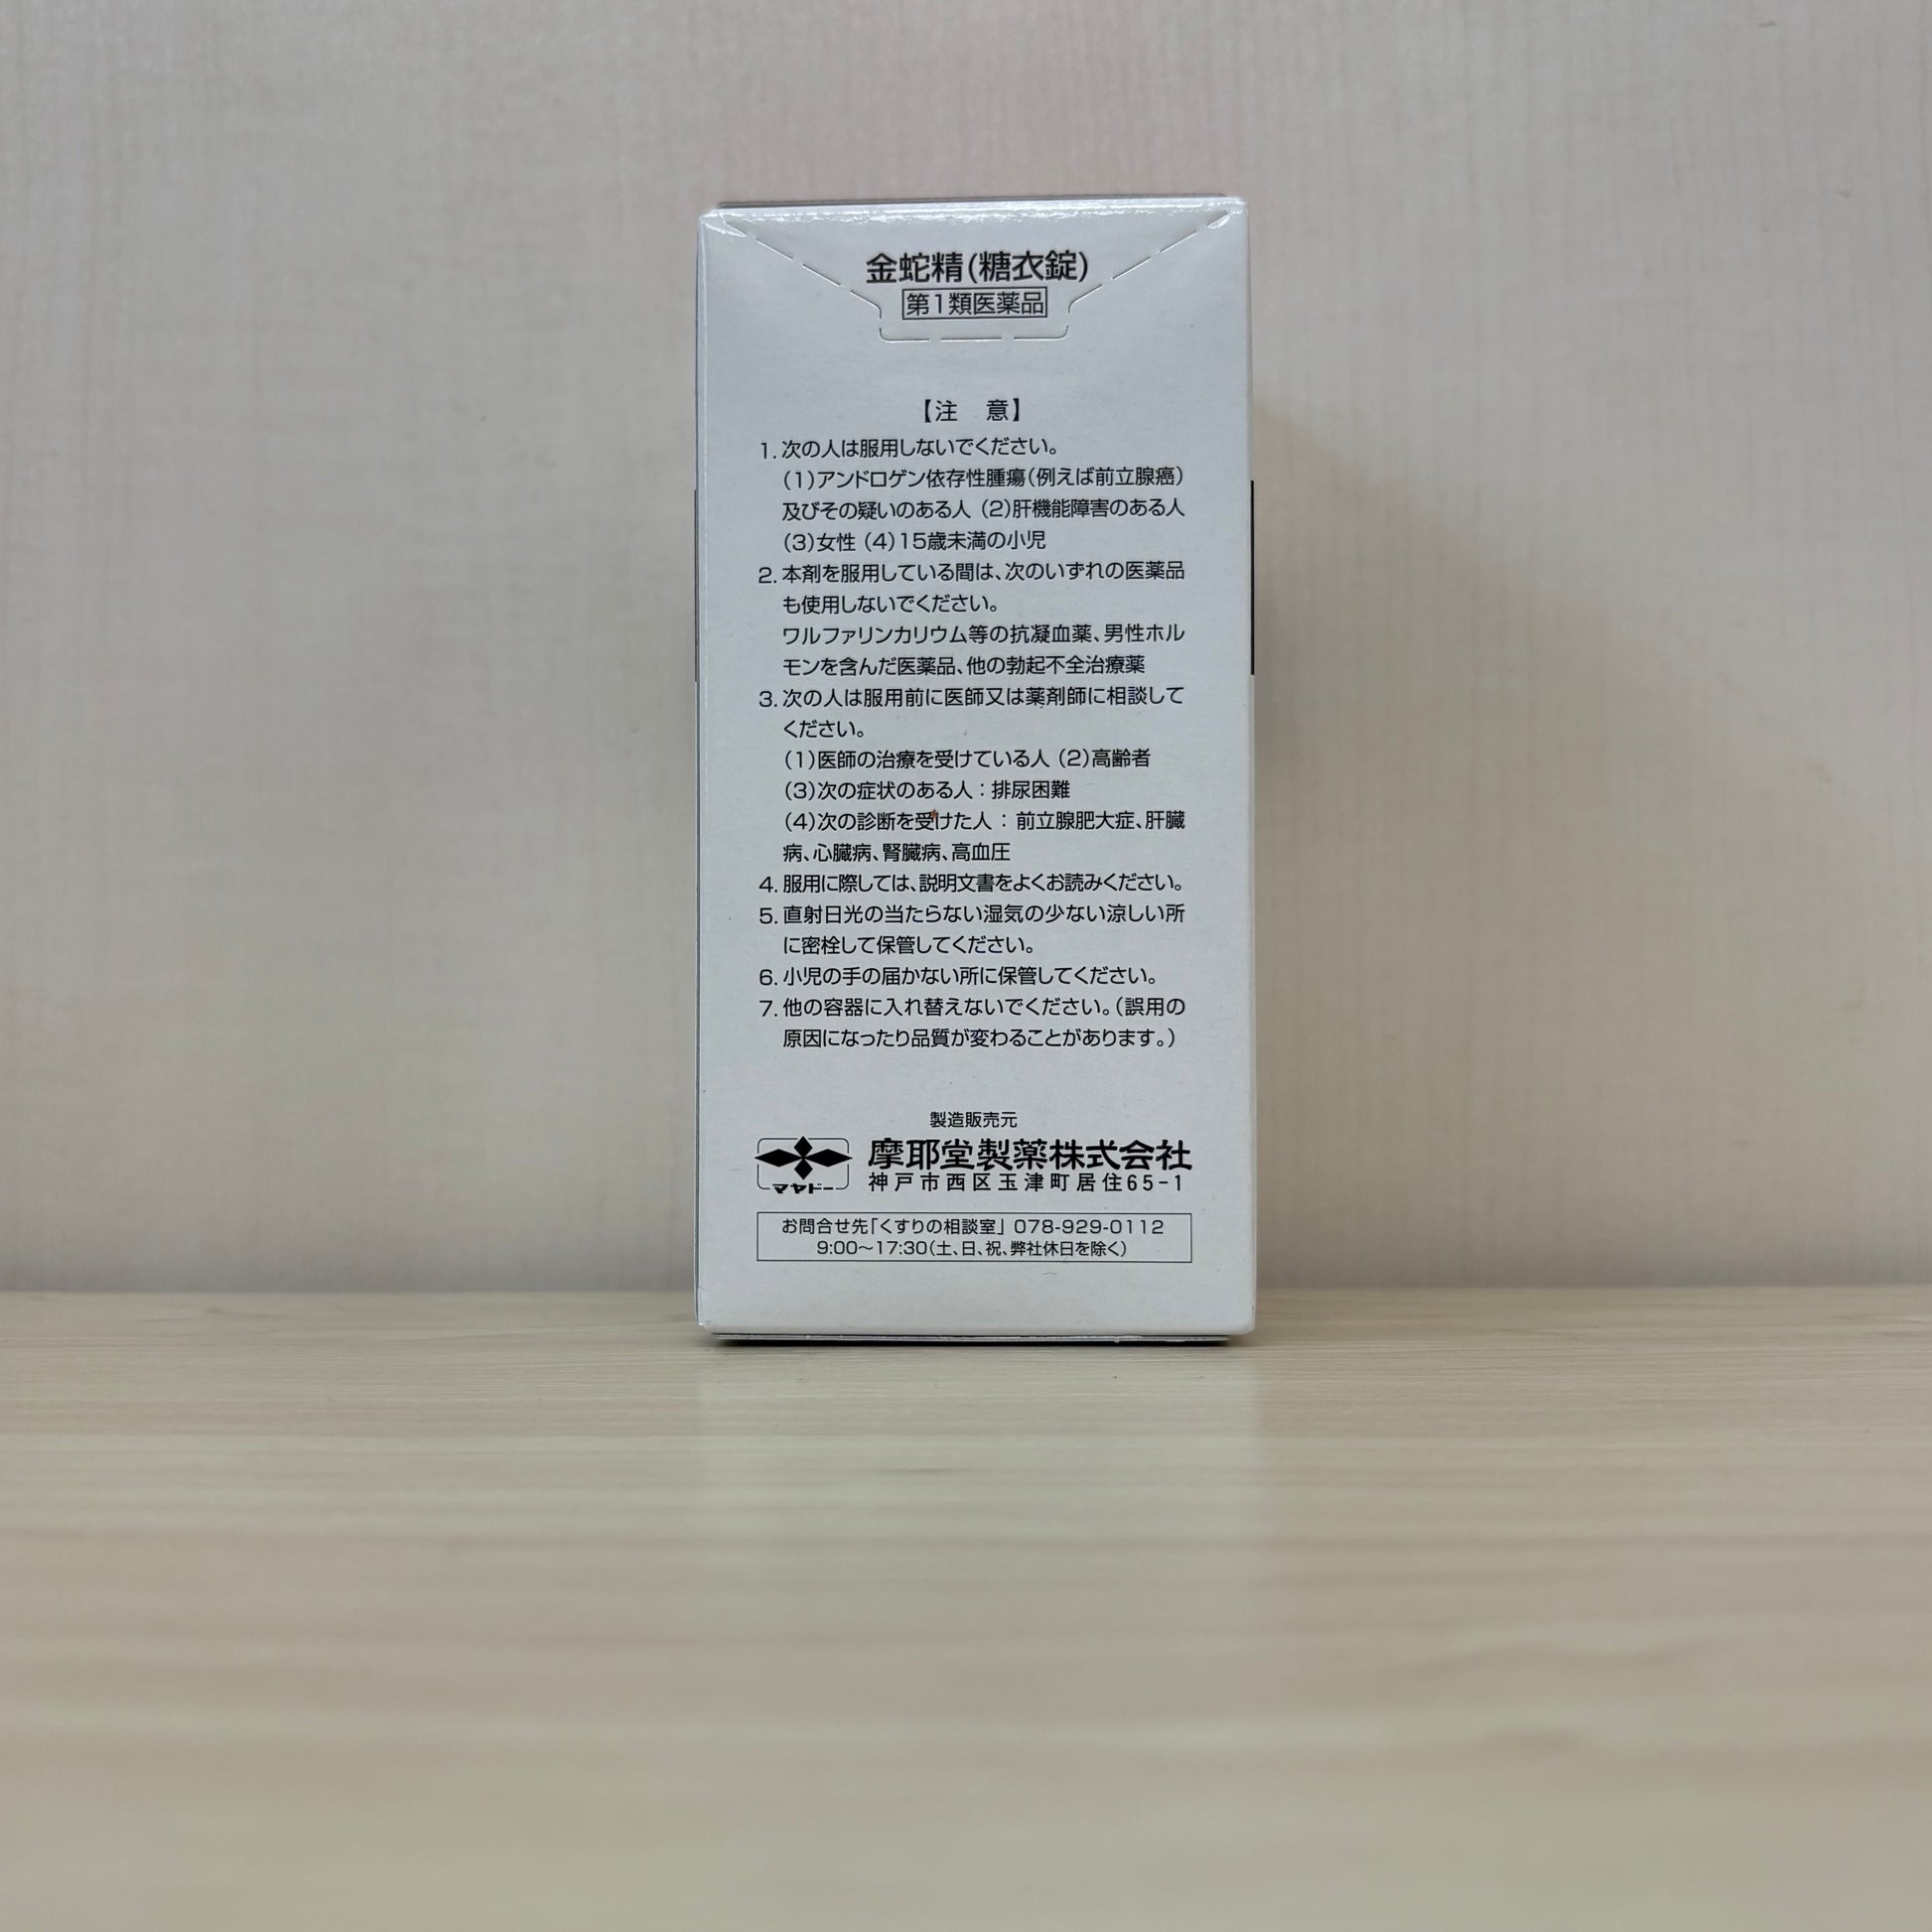 金蛇精(糖衣錠)
第1類医薬品
【注　意】
1. 次の人は服用しないでください。
(1)アンドロゲン依存性腫瘍(例えば前立腺癌)
及びその疑いのある人 (2)肝機能障害のある人
(3)女性 (4)15歳未満の小児
2. 本剤を服用している間は、次のいずれの医薬品
も使用しないでください。
ワルファリンカリウム等の抗凝血薬、男性ホル
モンを含んだ医薬品、他の勃起不全治療薬
3. 次の人は服用前に医師又は薬剤師に相談して
ください。
(1)医師の治療を受けている人 (2)高齢者
(3)次の症状のある人：排尿困難
(4)次の診断を受けた人：前立腺肥大症、肝臓
病、心臓病、腎臓病、高血圧
4. 服用に際しては、説明文書をよくお読みください。
5. 直射日光の当たらない湿気の少ない涼しい所
に密栓して保管してください。
6. 小児の手の届かない所に保管してください。
7. 他の容器に入れ替えないでください。(誤用の
原因になったり品質が変わることがあります。)
製造販売元
摩耶堂製薬株式会社
マヤドー
神戸市西区玉津町居住65-1
お問合せ先「くすりの相談室」 078-929-0112
9:00〜17:30(土、日、祝、弊社休日を除く)